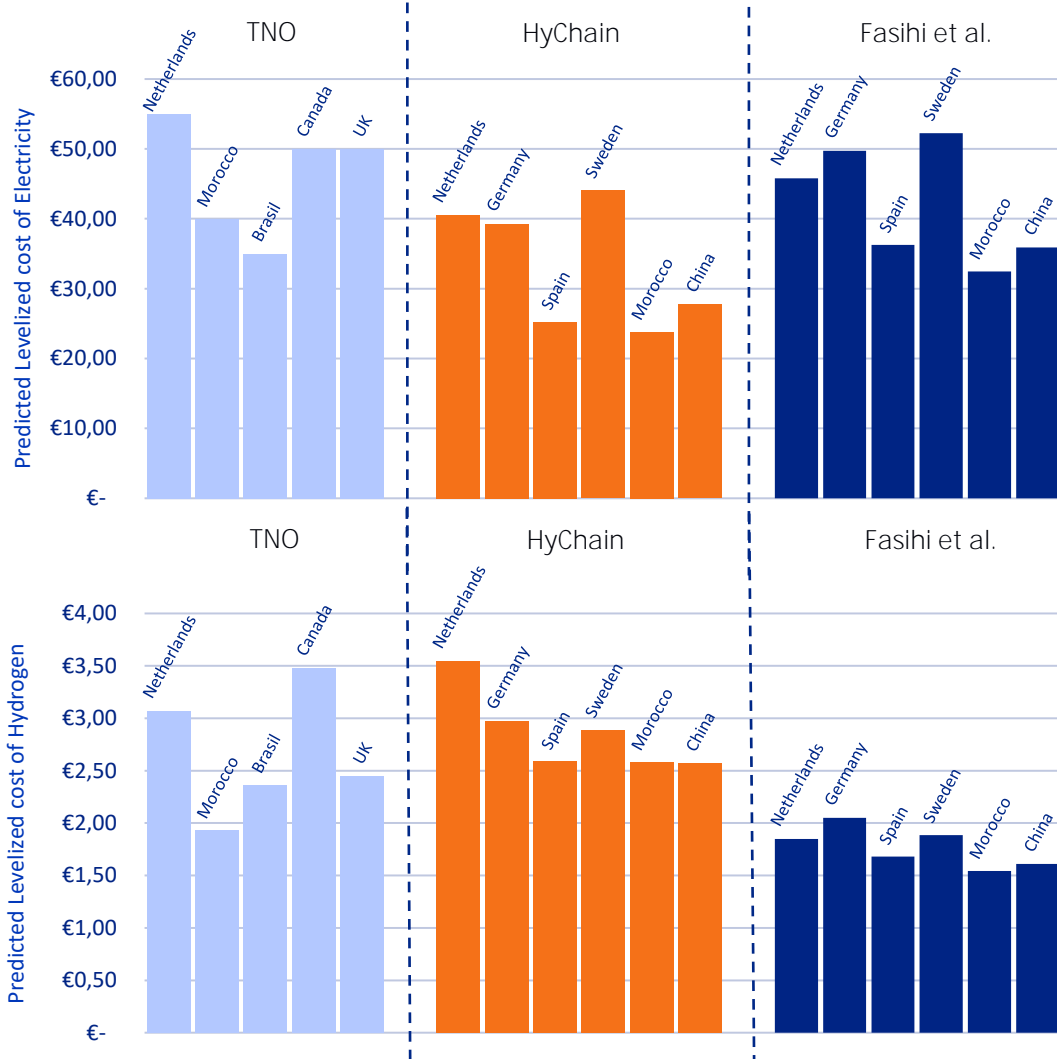 TNO
HyChain
Fasihi et al.
Predicted Levelized cost of Electricity
€60,00
€50,00
€40,00
€30,00
€20,00
€10,00
€-
Netherlands
Morocco
Brasil
Canada
UK
Netherlands
Germany
Spain
Sweden
Morocco
China
Netherlands
Germany
Spain
Sweden
Morocco
China
TNO
HyChain
Fasihi et al.
Predicted Levelized cost of Hydrogen
€4,00
€3,50
€3,00
€2,50
€2,00
€1,50
€1,00
€0,50
€-
Netherlands
Morocco
Brasil
Canada
UK
Netherlands
Germany
Spain
Sweden
Morocco
China
Netherlands
Germany
Spain
Sweden
Morocco
China